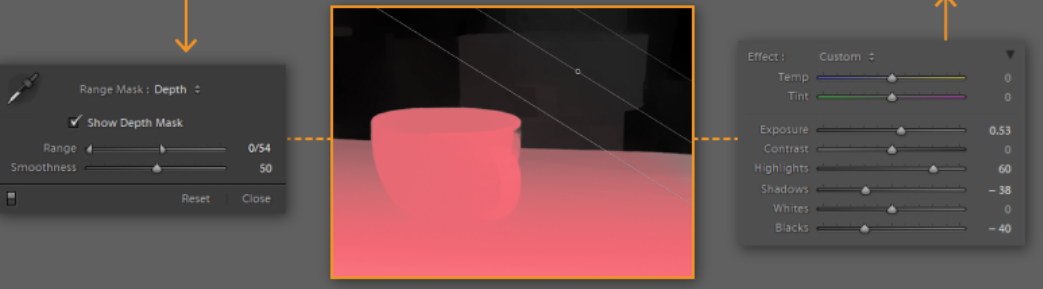 Range Mask : Depth
Show Depth Mask
Range 0/54
Smoothness 50
Reset Close
Effect : Custom
Temp 0
Tint 0
Exposure 0.53
Contrast 0
Highlights 60
Shadows – 38
Whites 0
Blacks – 40